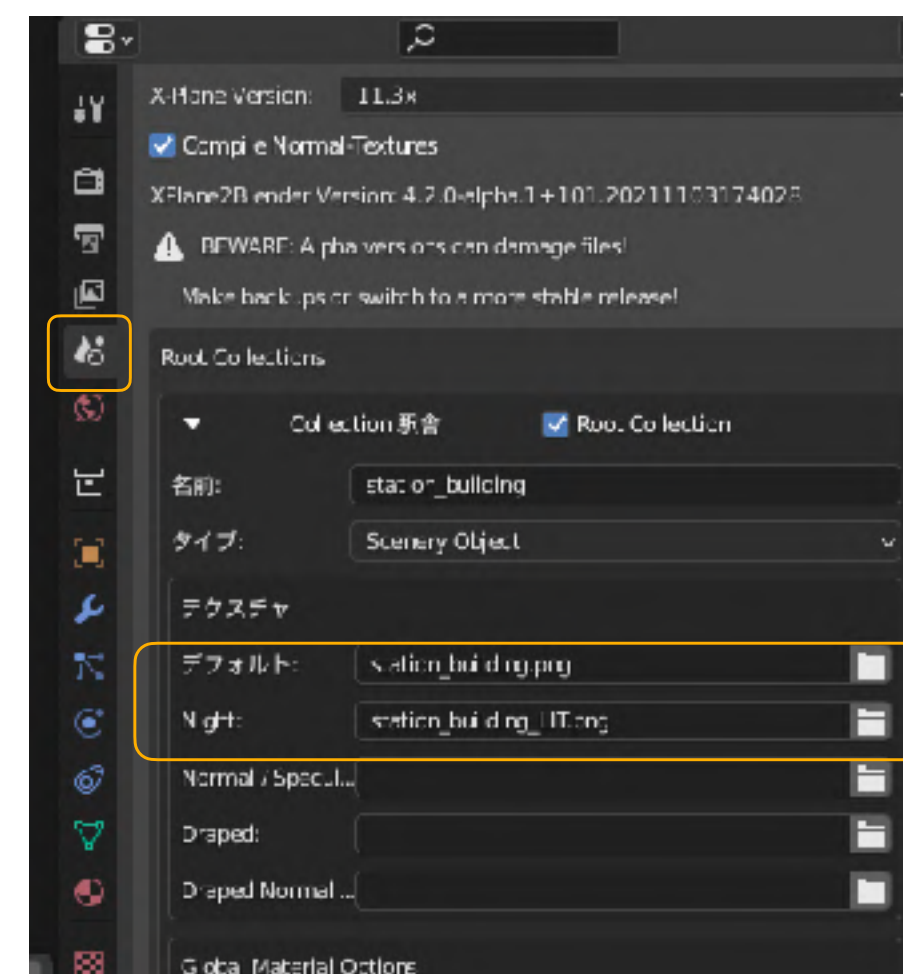 X-Plane Version: 11.3x
Compile Normal-Textures
XPlane2Blender Version: 4.2.0-alpha.1+101.20211103174028
BEWARE: Alpha versions can damage files!
Make backups or switch to a more stable release!
Root Collections
Collection 駅舎 Root Collection
名前: station_building
タイプ: Scenery Object
テクスチャ
デフォルト: station_building.png
Night: station_building_LIT.png
Normal / Specul...
Draped:
Draped Normal ...
Global Material Options